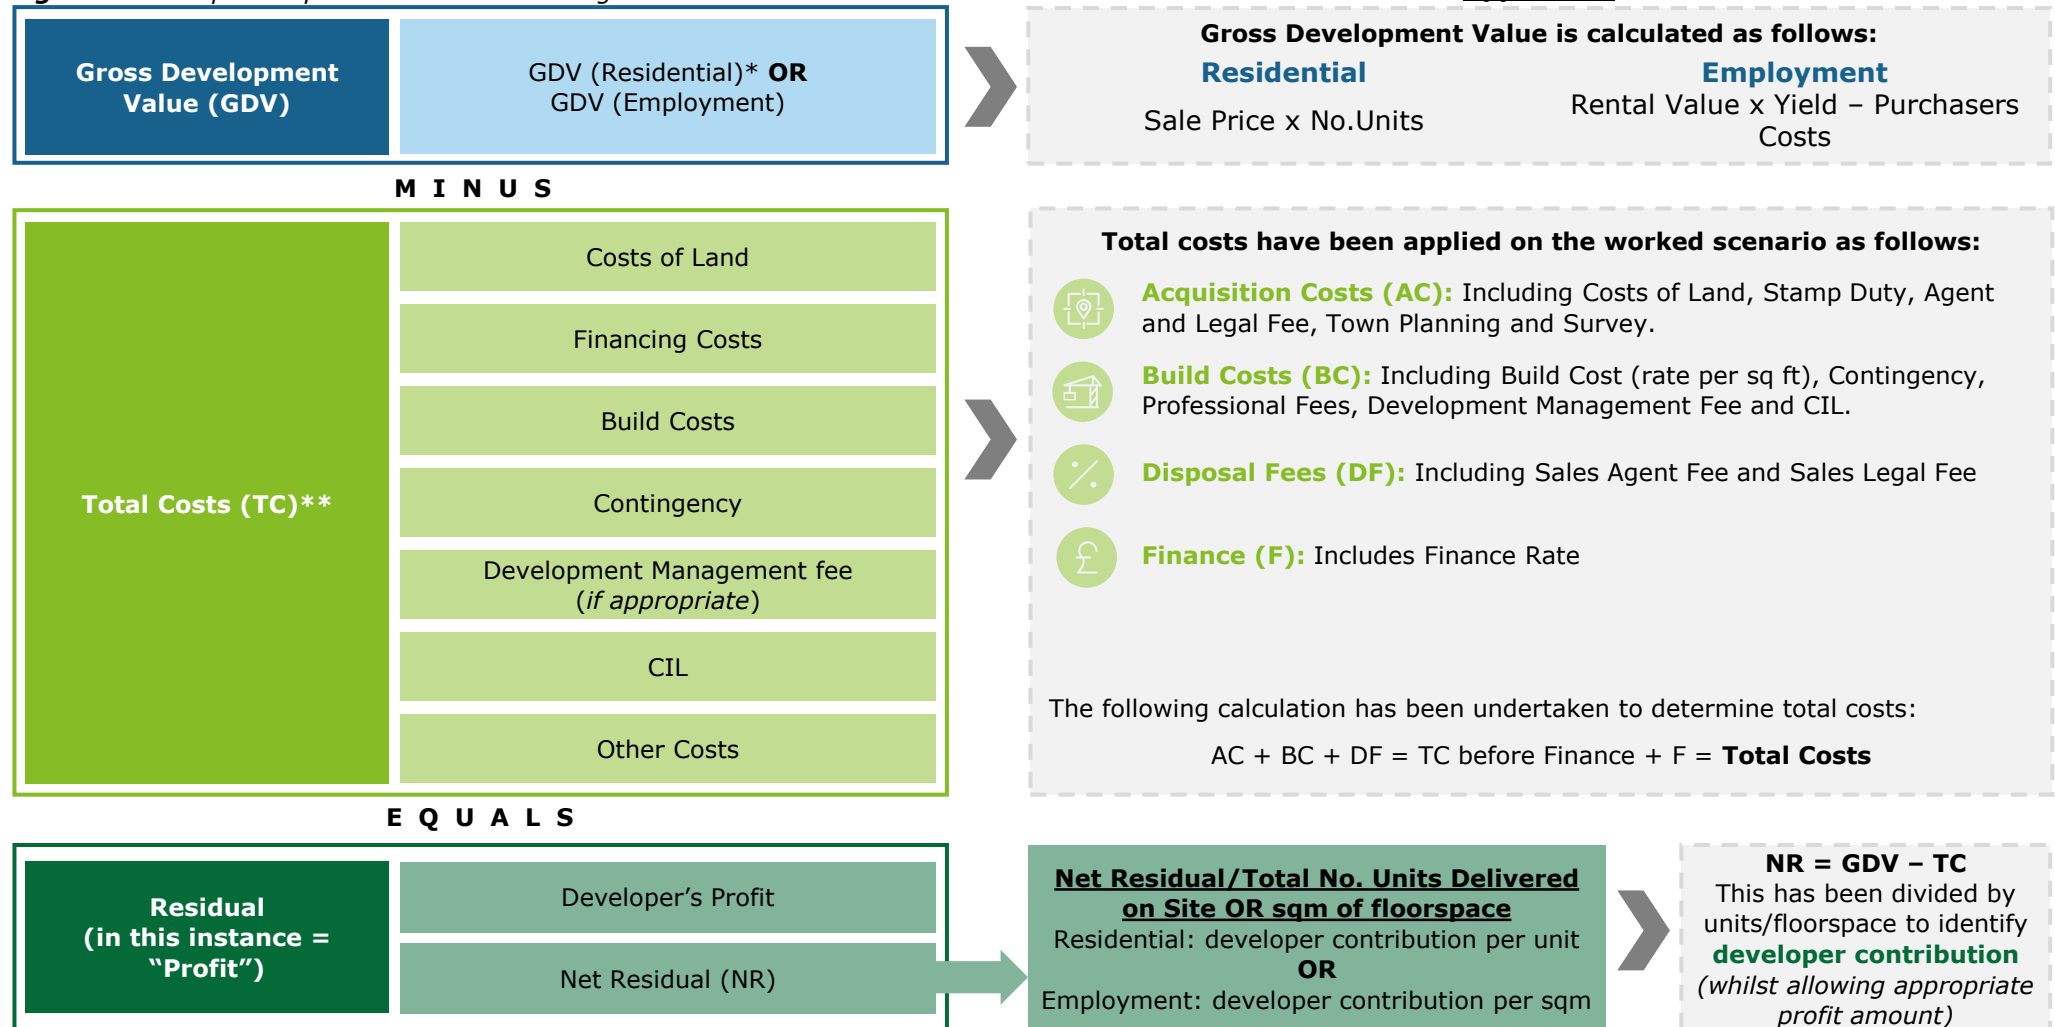 Gross Development
Value (GDV)
GDV (Residential)* OR
GDV (Employment)
Gross Development Value is calculated as follows:
Residential
Sale Price x No.Units
Employment
Rental Value x Yield – Purchasers
Costs
M I N U S
Total Costs (TC)**
Costs of Land
Financing Costs
Build Costs
Contingency
Development Management fee
(if appropriate)
CIL
Other Costs
Total costs have been applied on the worked scenario as follows:
Acquisition Costs (AC): Including Costs of Land, Stamp Duty, Agent
and Legal Fee, Town Planning and Survey.
Build Costs (BC): Including Build Cost (rate per sq ft), Contingency,
Professional Fees, Development Management Fee and CIL.
Disposal Fees (DF): Including Sales Agent Fee and Sales Legal Fee
Finance (F): Includes Finance Rate
The following calculation has been undertaken to determine total costs:
AC + BC + DF = TC before Finance + F = Total Costs
E Q U A L S
Residual
(in this instance =
“Profit”)
Developer’s Profit
Net Residual (NR)
Net Residual/Total No. Units Delivered
on Site OR sqm of floorspace
Residential: developer contribution per unit
OR
Employment: developer contribution per sqm
NR = GDV – TC
This has been divided by
units/floorspace to identify
developer contribution
(whilst allowing appropriate
profit amount)